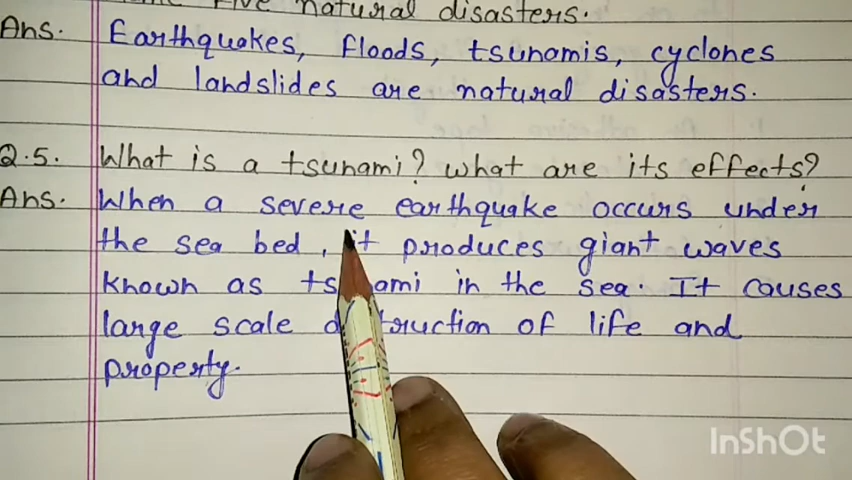 Five natural disasters.
Ans. Earthquakes, floods, tsunamis, cyclones
and landslides are natural disasters.
Q.5. What is a tsunami? what are its effects?
Ans. When a severe earthquake occurs under
the sea bed, it produces giant waves
known as in the sea. It causes
large scale of life and
property.
InShOt